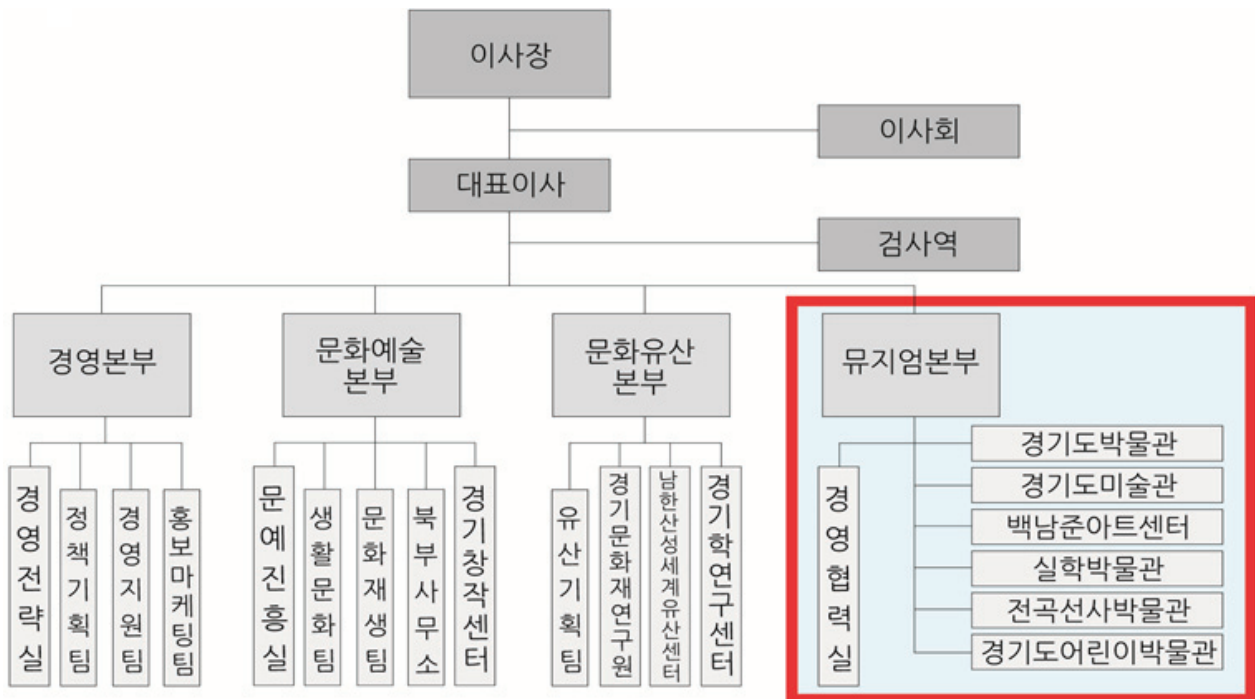 이사장
이사회
대표이사
검사역
경영본부
문화예술
본부
문화유산
본부
뮤지엄본부
경영전략실
정책기획팀
경영지원팀
홍보마케팅팀
문예진흥실
생활문화팀
문화재생팀
북부사무소
경기창작센터
유산기획팀
경기문화재연구원
남한산성세계유산센터
경기학연구센터
경영협력실
경기도박물관
경기도미술관
백남준아트센터
실학박물관
전곡선사박물관
경기도어린이박물관